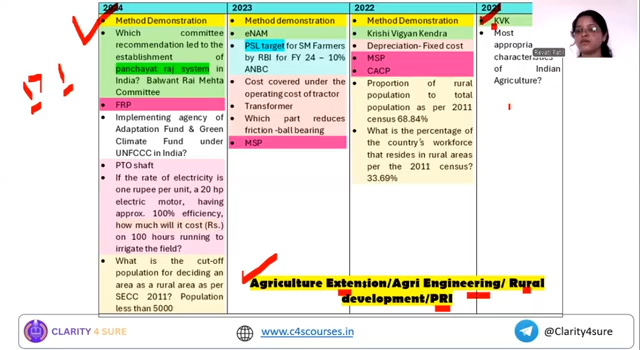 2024
Method Demonstration
Which committee
recommendation led to the
establishment of
panchayat raj system in
India? Balwant Rai Mehta
Committee
FRP
Implementing agency of
Adaptation Fund & Green
Climate Fund under
UNFCCC in India?
PTO shaft
If the rate of electricity is
one rupee per unit, a 20 hp
electric motor, having
approx. 100% efficiency,
how much will it cost (Rs.)
on 100 hours running to
irrigate the field?
What is the cut-off
population for deciding an
area as a rural area as per
SECC 2011? Population
less than 5000
2023
Method demonstration
eNAM
PSL target for SM Farmers
by RBI for FY 24 – 10%
ANBC
Cost covered under the
operating cost of tractor
Transformer
Which part reduces
friction -ball bearing
MSP
2022
Method Demonstration
Krishi Vigyan Kendra
Depreciation- Fixed cost
MSP
CACP
Proportion of rural
population to total
population as per 2011
census 68.84%
What is the percentage of
the country's workforce
that resides in rural areas
per the 2011 census?
33.69%
KVK
Most
appropria
characteristics
of Indian
Agriculture?
Revati Patil
Agriculture Extension/Agri Engineering/ Rural
development/PRI
CLARITY 4 SURE
www.c4scourses.in
@Clarity4sure